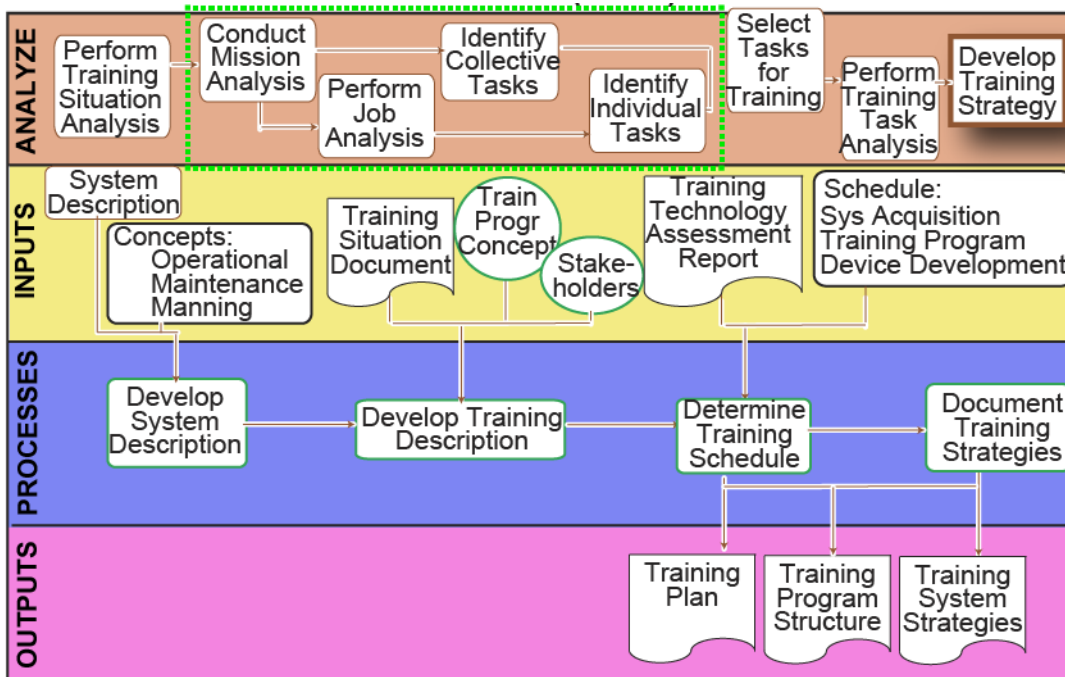 ANALYZE
Perform
Training
Situation
Analysis
Conduct
Mission
Analysis
Perform
Job
Analysis
Identify
Collective
Tasks
Identify
Individual
Tasks
Select
Tasks
for
Training
Perform
Training
Task
Analysis
Develop
Training
Strategy
INPUTS
System
Description
Concepts:
Operational
Maintenance
Manning
Training
Situation
Document
Train
Progr
Concept
Stake-
holders
Training
Technology
Assessment
Report
Schedule:
Sys Acquisition
Training Program
Device Development
PROCESSES
Develop
System
Description
Develop Training
Description
Determine
Training
Schedule
Document
Training
Strategies
OUTPUTS
Training
Plan
Training
Program
Structure
Training
System
Strategies